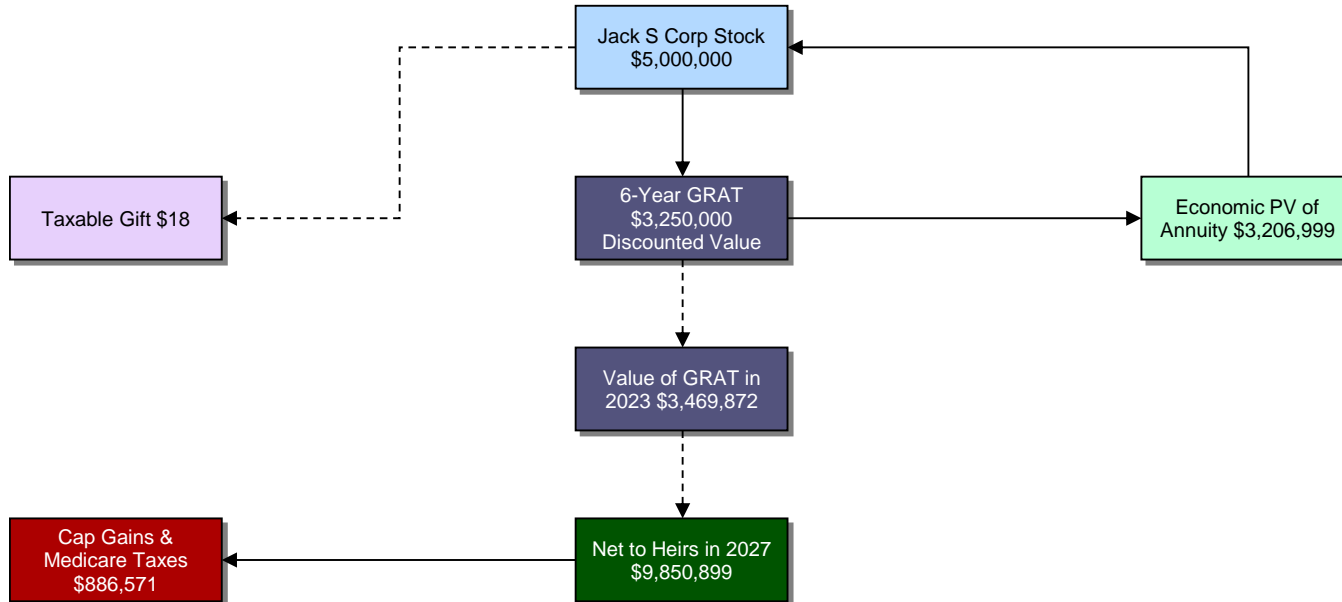 Jack S Corp Stock
$5,000,000
Taxable Gift $18
6-Year GRAT
$3,250,000
Discounted Value
Economic PV of
Annuity $3,206,999
Value of GRAT in
2023 $3,469,872
Cap Gains &
Medicare Taxes
$886,571
Net to Heirs in 2027
$9,850,899